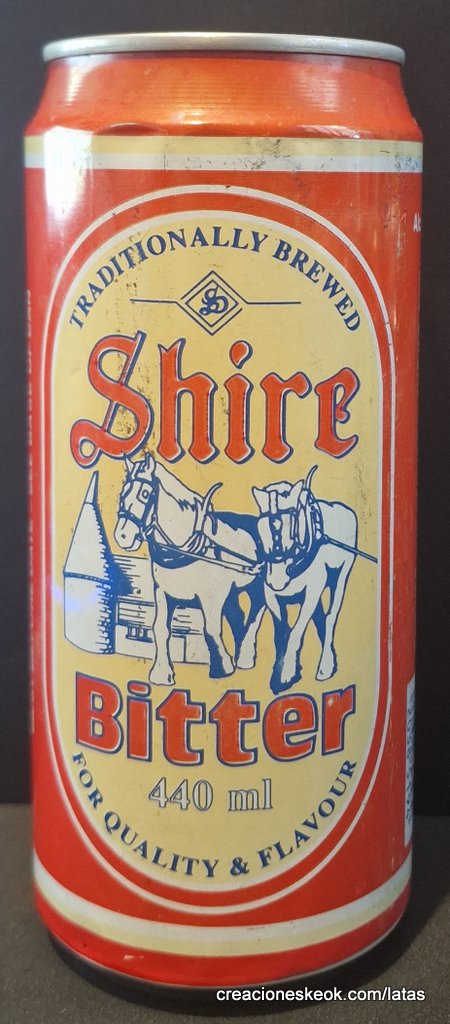 TRADITIONALLY BREWED
Shire
Bitter
440 ml
FOR QUALITY & FLAVOUR
creacioneskeok.com/latas